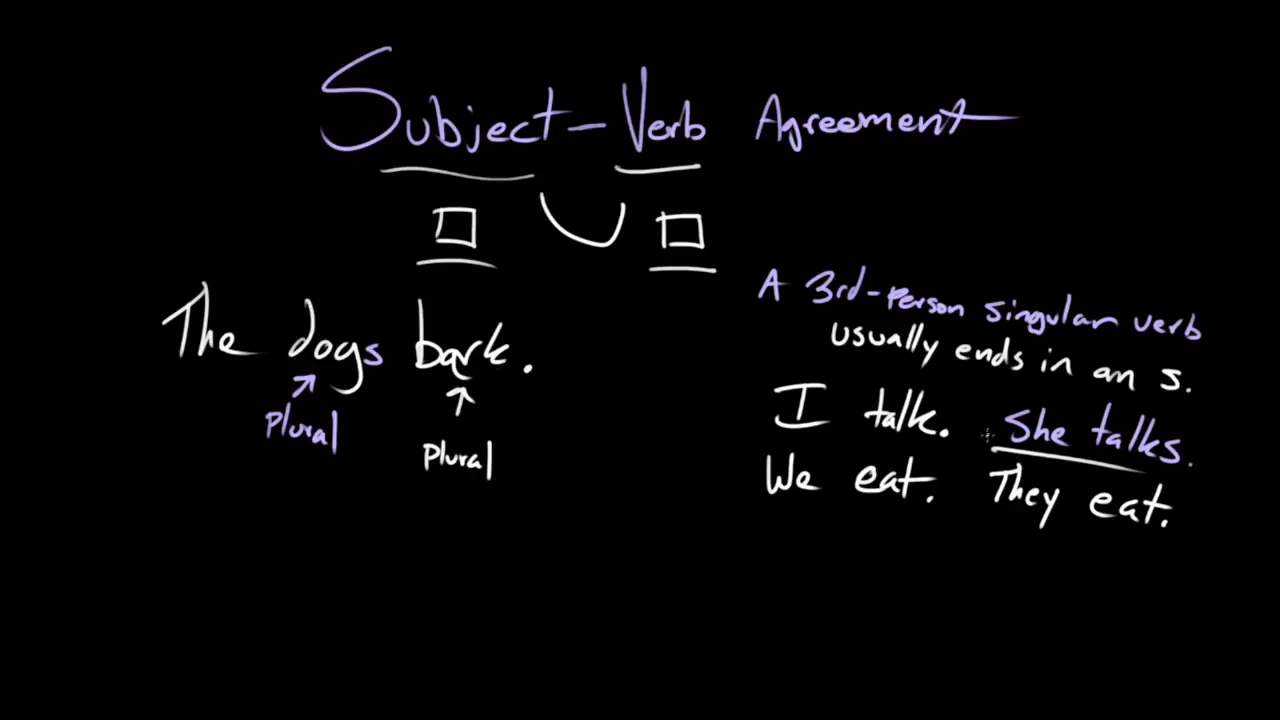 Subject-Verb Agreement
The dogs bark.
Plural
Plural
A 3rd-person singular verb
usually ends in an s.
I talk. She talks.
We eat. They eat.